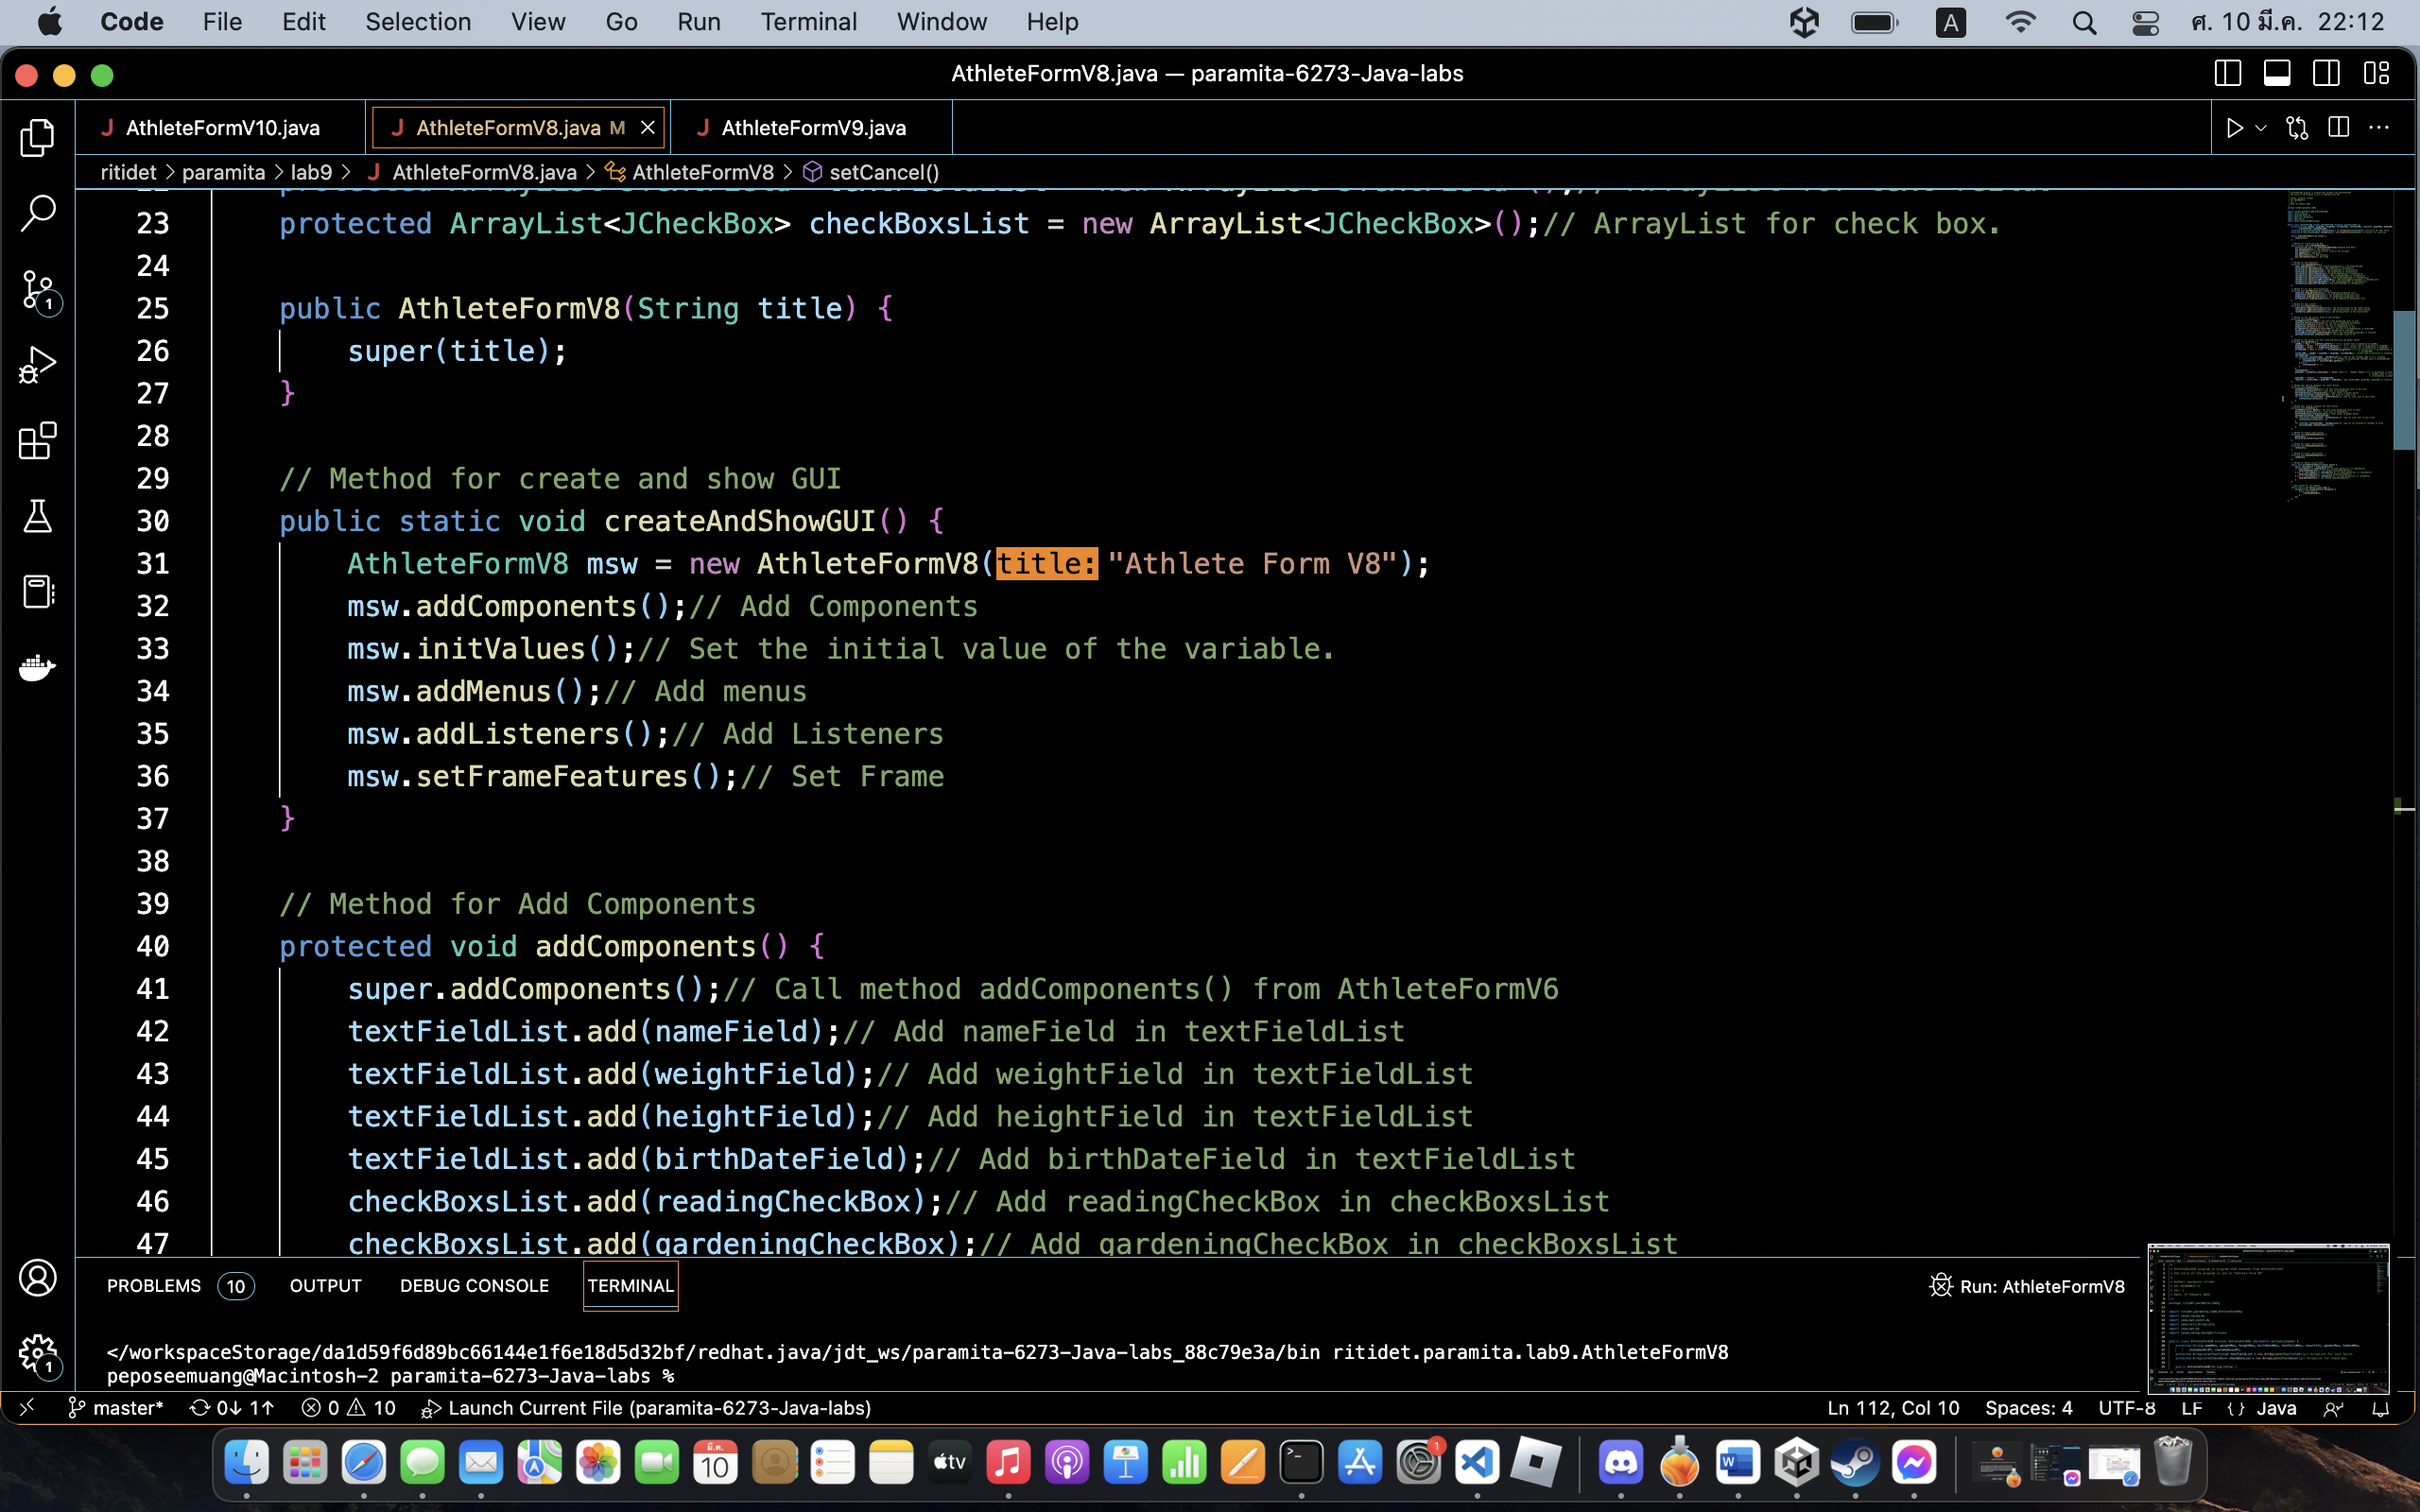 Code File Edit Selection View Go Run Terminal Window Help A ศ. 10 มี.ค. 22:12
AthleteFormV8.java — paramita-6273-Java-labs
J AthleteFormV10.java J AthleteFormV8.java M J AthleteFormV9.java
ritidet > paramita > lab9 > J AthleteFormV8.java > AthleteFormV8 > setCancel()
23 protected ArrayList<JCheckBox> checkBoxsList = new ArrayList<JCheckBox>();// ArrayList for check box.
24
25 public AthleteFormV8(String title) {
26 super(title);
27 }
28
29 // Method for create and show GUI
30 public static void createAndShowGUI() {
31 AthleteFormV8 msw = new AthleteFormV8(title: "Athlete Form V8");
32 msw.addComponents();// Add Components
33 msw.initValues();// Set the initial value of the variable.
34 msw.addMenus();// Add menus
35 msw.addListeners();// Add Listeners
36 msw.setFrameFeatures();// Set Frame
37 }
38
39 // Method for Add Components
40 protected void addComponents() {
41 super.addComponents();// Call method addComponents() from AthleteFormV6
42 textFieldList.add(nameField);// Add nameField in textFieldList
43 textFieldList.add(weightField);// Add weightField in textFieldList
44 textFieldList.add(heightField);// Add heightField in textFieldList
45 textFieldList.add(birthDateField);// Add birthDateField in textFieldList
46 checkBoxsList.add(readingCheckBox);// Add readingCheckBox in checkBoxsList
47 checkBoxsList.add(gardeningCheckBox);// Add gardeningCheckBox in checkBoxsList
PROBLEMS 10 OUTPUT DEBUG CONSOLE TERMINAL Run: AthleteFormV8
</workspaceStorage/da1d59f6d89bc66144e1f6e18d5d32bf/redhat.java/jdt_ws/paramita-6273-Java-labs_88c79e3a/bin ritidet.paramita.lab9.AthleteFormV8
peposeemuang@Macintosh-2 paramita-6273-Java-labs %
master* 0↓ 1↑ 0 10 Launch Current File (paramita-6273-Java-labs) Ln 112, Col 10 Spaces: 4 UTF-8 LF {} Java
มี.ค. 10 tv 1 W